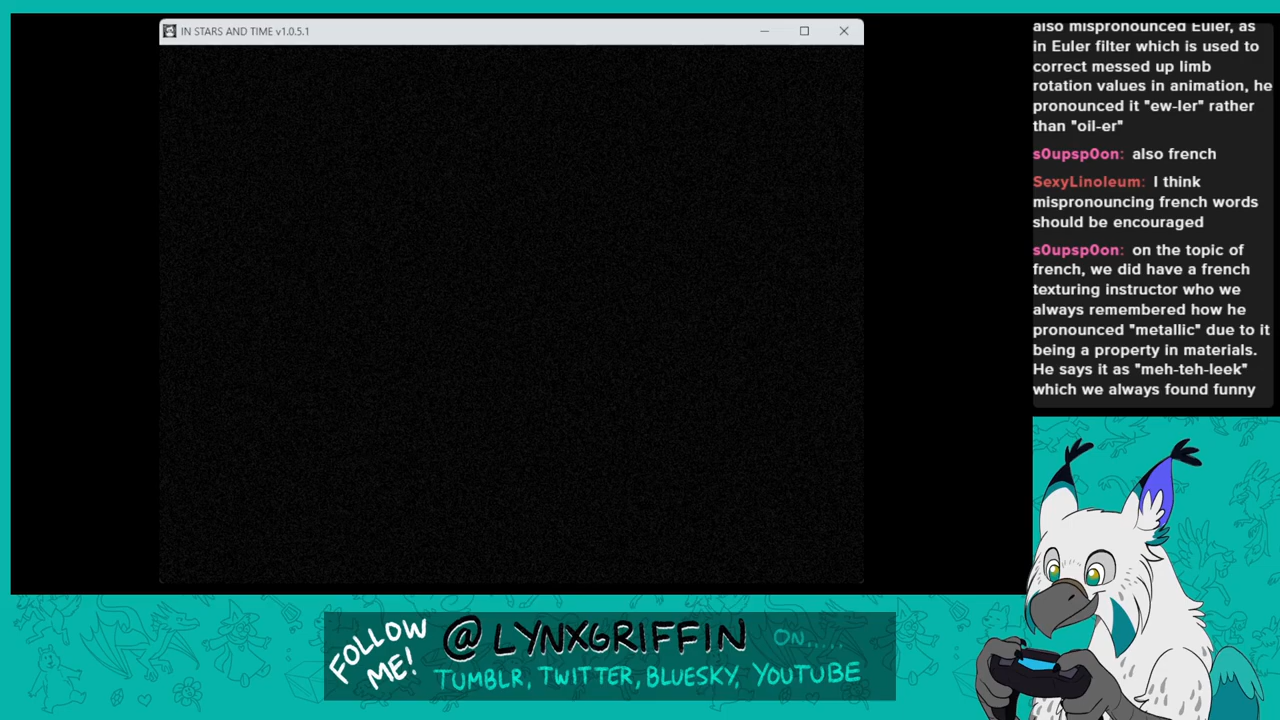 IN STARS AND TIME v1.0.5.1
also mispronounced Euler, as
in Euler filter which is used to
correct messed up limb
rotation values in animation, he
pronounced it "ew-ler" rather
than "oil-er"
s0upsp0on: also french
SexyLinoleum: I think
mispronouncing french words
should be encouraged
s0upsp0on: on the topic of
french, we did have a french
texturing instructor who we
always remembered how he
pronounced "metallic" due to it
being a property in materials.
He says it as "meh-teh-leek"
which we always found funny
FOLLOW
ME!
@LYNXGRIFFIN ON.....
TUMBLR, TWITTER, BLUESKY, YOUTUBE